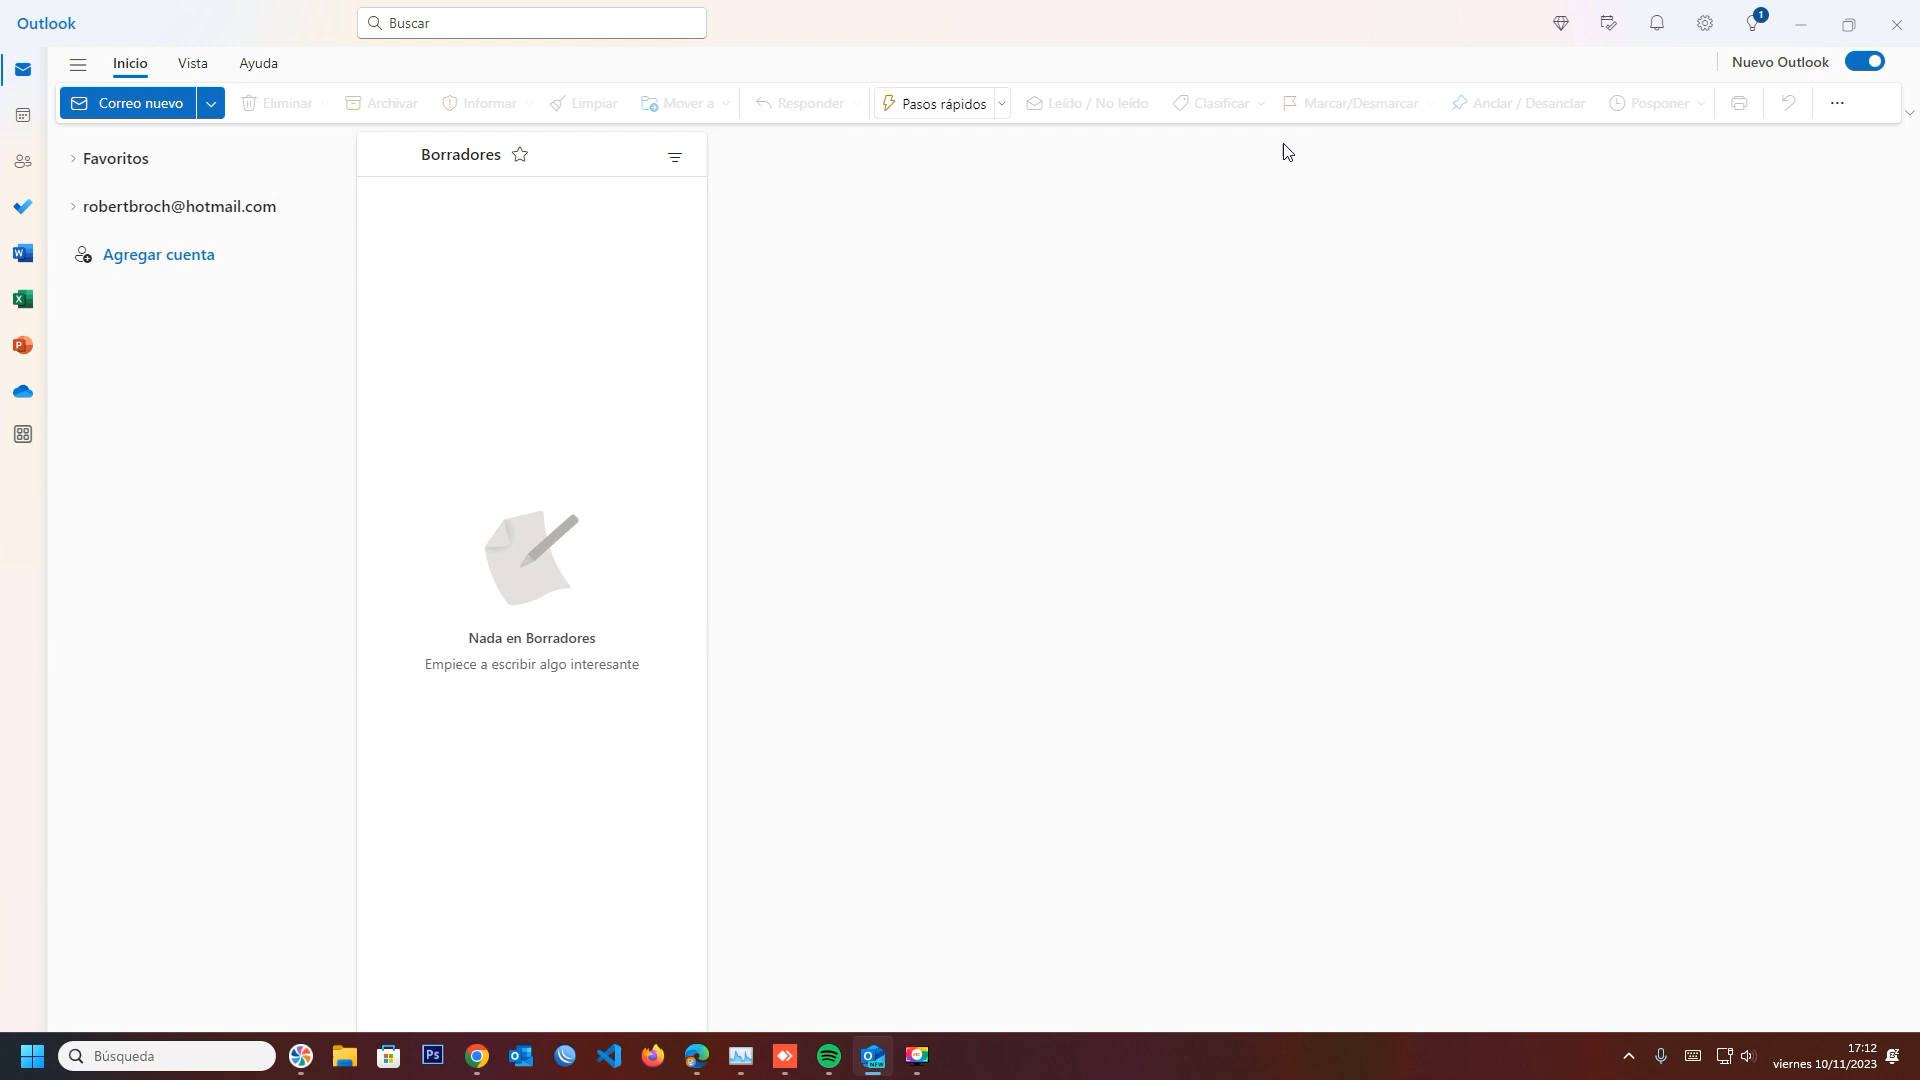 Outlook
Buscar
1
Inicio Vista Ayuda
Nuevo Outlook
Correo nuevo Eliminar Archivar Informar Limpiar Mover a Responder Pasos rápidos Leído / No leído Clasificar Marcar/Desmarcar Anclar / Desanclar Posponer
Favoritos
robertbroch@hotmail.com
Agregar cuenta
Borradores
Nada en Borradores
Empiece a escribir algo interesante
Búsqueda
17:12
viernes 10/11/2023